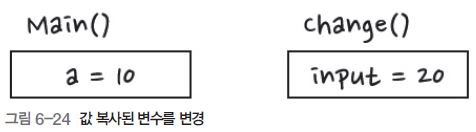 Main()
Change()
a = 10
input = 20
그림 6-24 값 복사된 변수를 변경